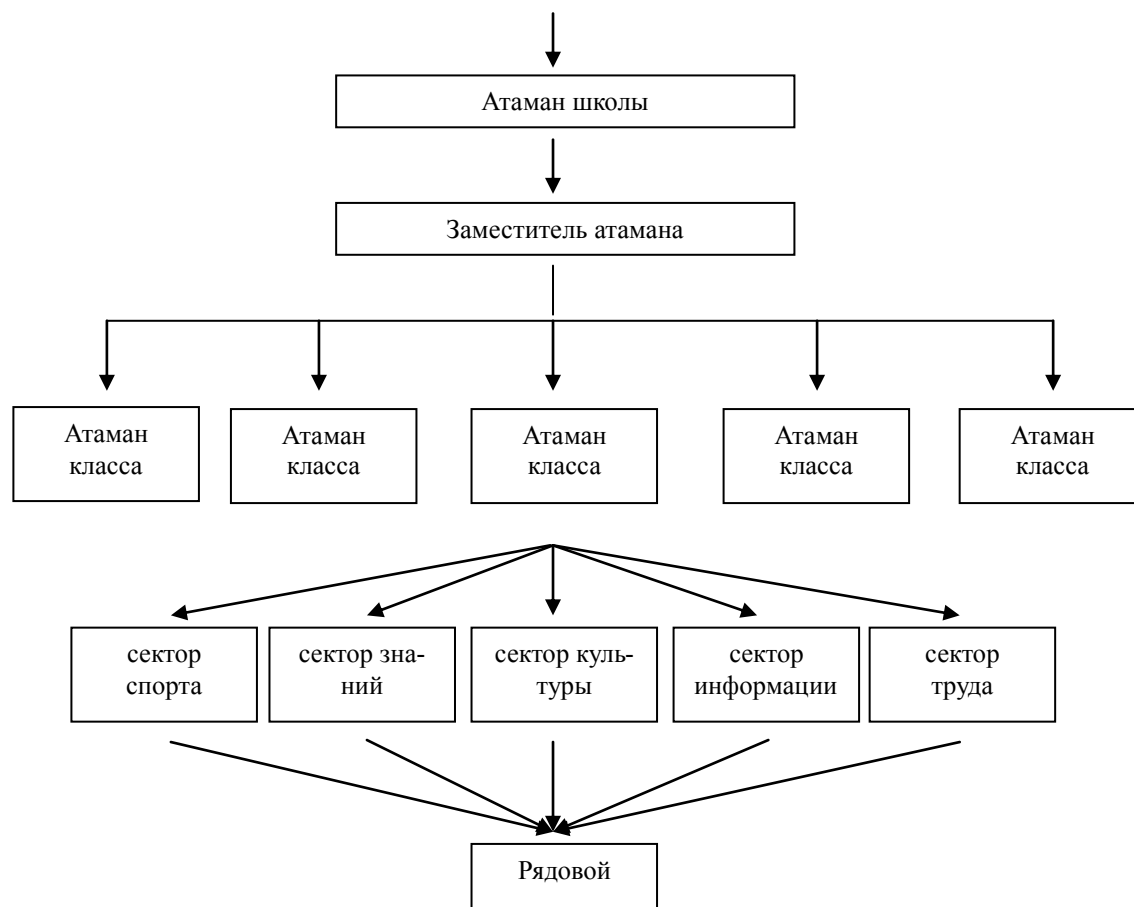 Атаман школы
Заместитель атамана
Атаман
класса
Атаман
класса
Атаман
класса
Атаман
класса
Атаман
класса
сектор
спорта
сектор зна-
ний
сектор куль-
туры
сектор
информации
сектор
труда
Рядовой